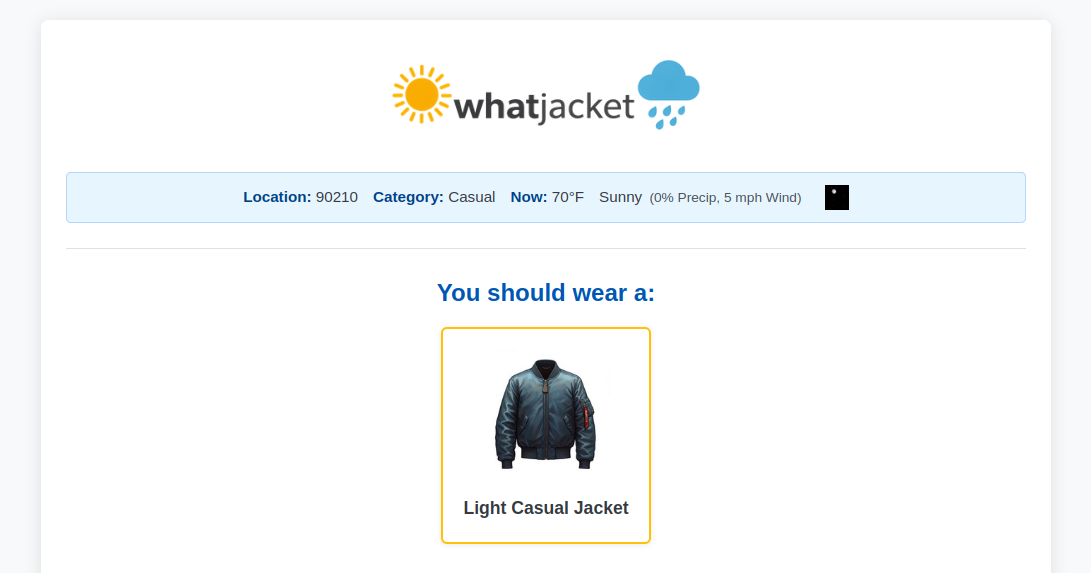 whatjacket
Location: 90210 Category: Casual Now: 70°F Sunny (0% Precip, 5 mph Wind)
You should wear a:
Light Casual Jacket